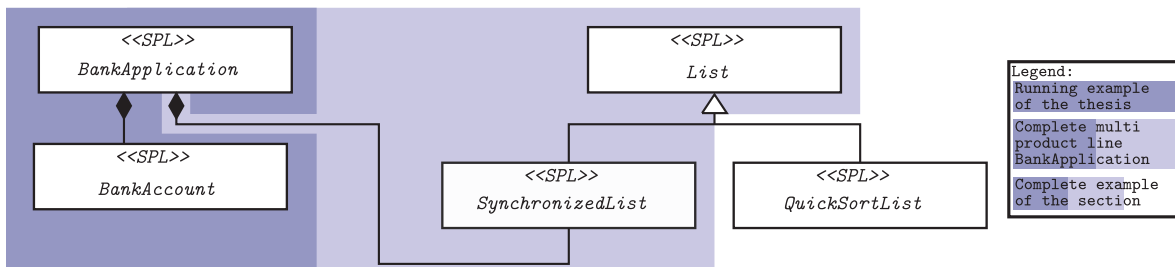 <<SPL>>
BankApplication
<<SPL>>
List
<<SPL>>
BankAccount
<<SPL>>
SynchronizedList
<<SPL>>
QuickSortList
Legend:
Running example
of the thesis
Complete multi
product line
BankApplication
Complete example
of the section